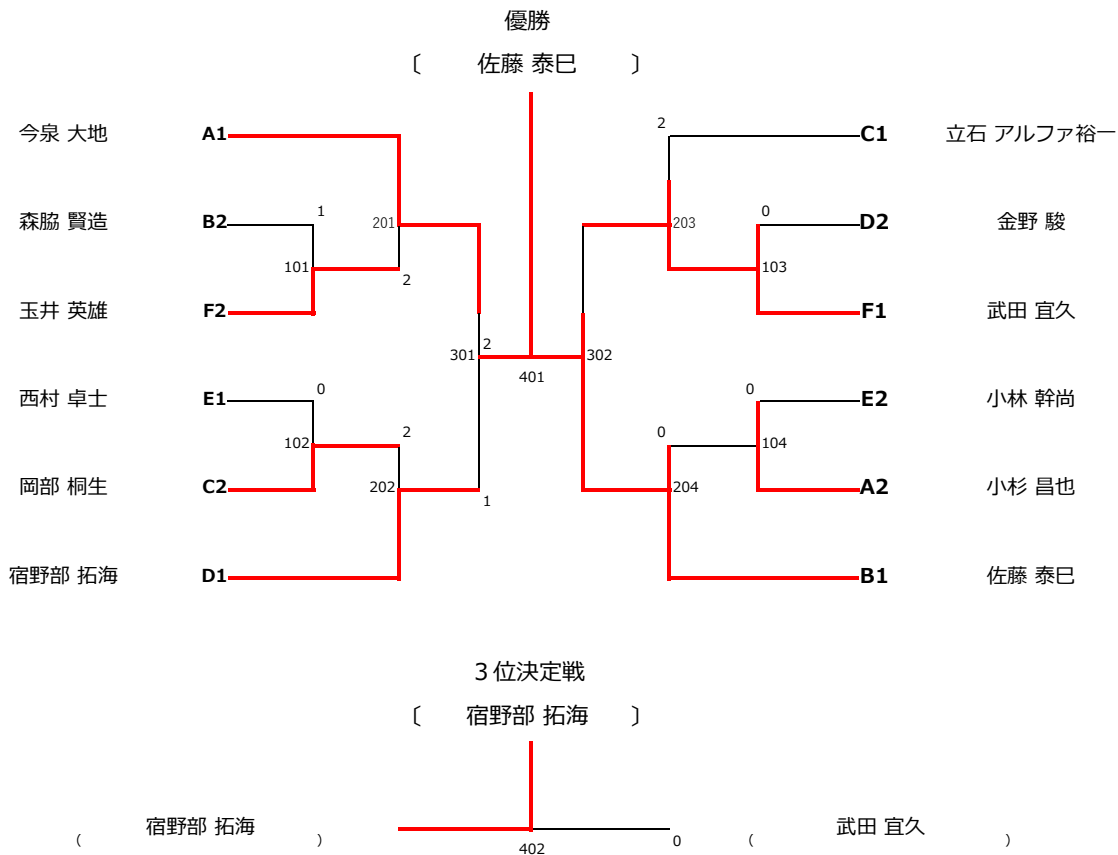 優勝
〔 佐藤 泰巳 〕
今泉 大地 A1 2 C1 立石 アルファ裕一
森脇 賢造 B2 1 201 203 0 D2 金野 駿
101 2 103
玉井 英雄 F2 F1 武田 宜久
301 2 401 302
西村 卓士 E1 0 0 E2 小林 幹尚
102 2 0 104
岡部 桐生 C2 202 1 204 A2 小杉 昌也
宿野部 拓海 D1 B1 佐藤 泰巳
３位決定戦
〔 宿野部 拓海 〕
（ 宿野部 拓海 ） 402 0 （ 武田 宜久 ）